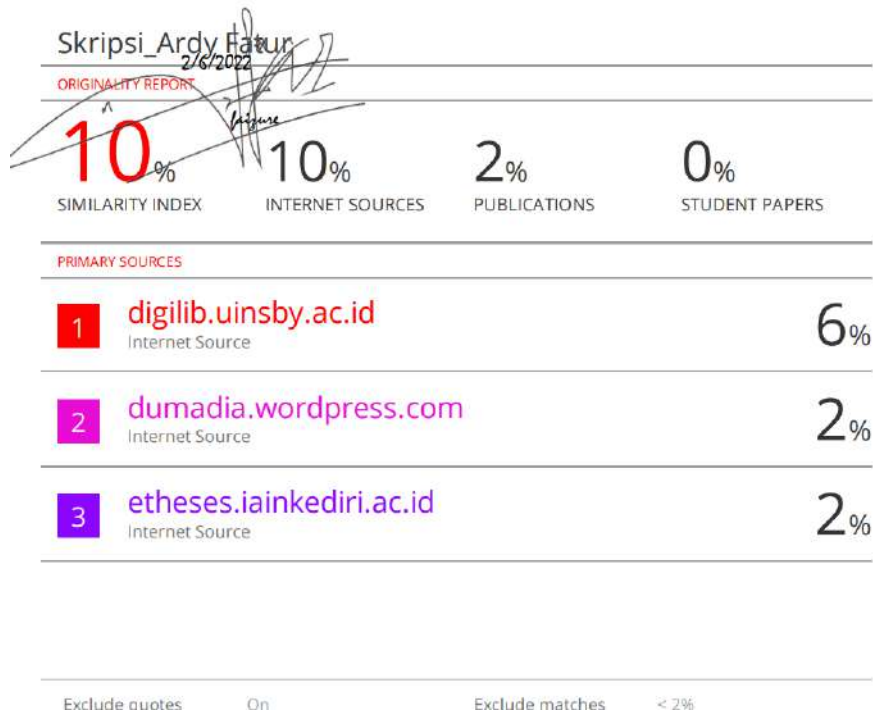 Skripsi_Ardy Fatur
2/6/2022
ORIGINALITY REPORT
10%
SIMILARITY INDEX
10%
INTERNET SOURCES
2%
PUBLICATIONS
0%
STUDENT PAPERS
PRIMARY SOURCES
1
digilib.uinsby.ac.id
Internet Source
6%
2
dumadia.wordpress.com
Internet Source
2%
3
etheses.iainkediri.ac.id
Internet Source
2%
Exclude quotes On
Exclude matches < 2%